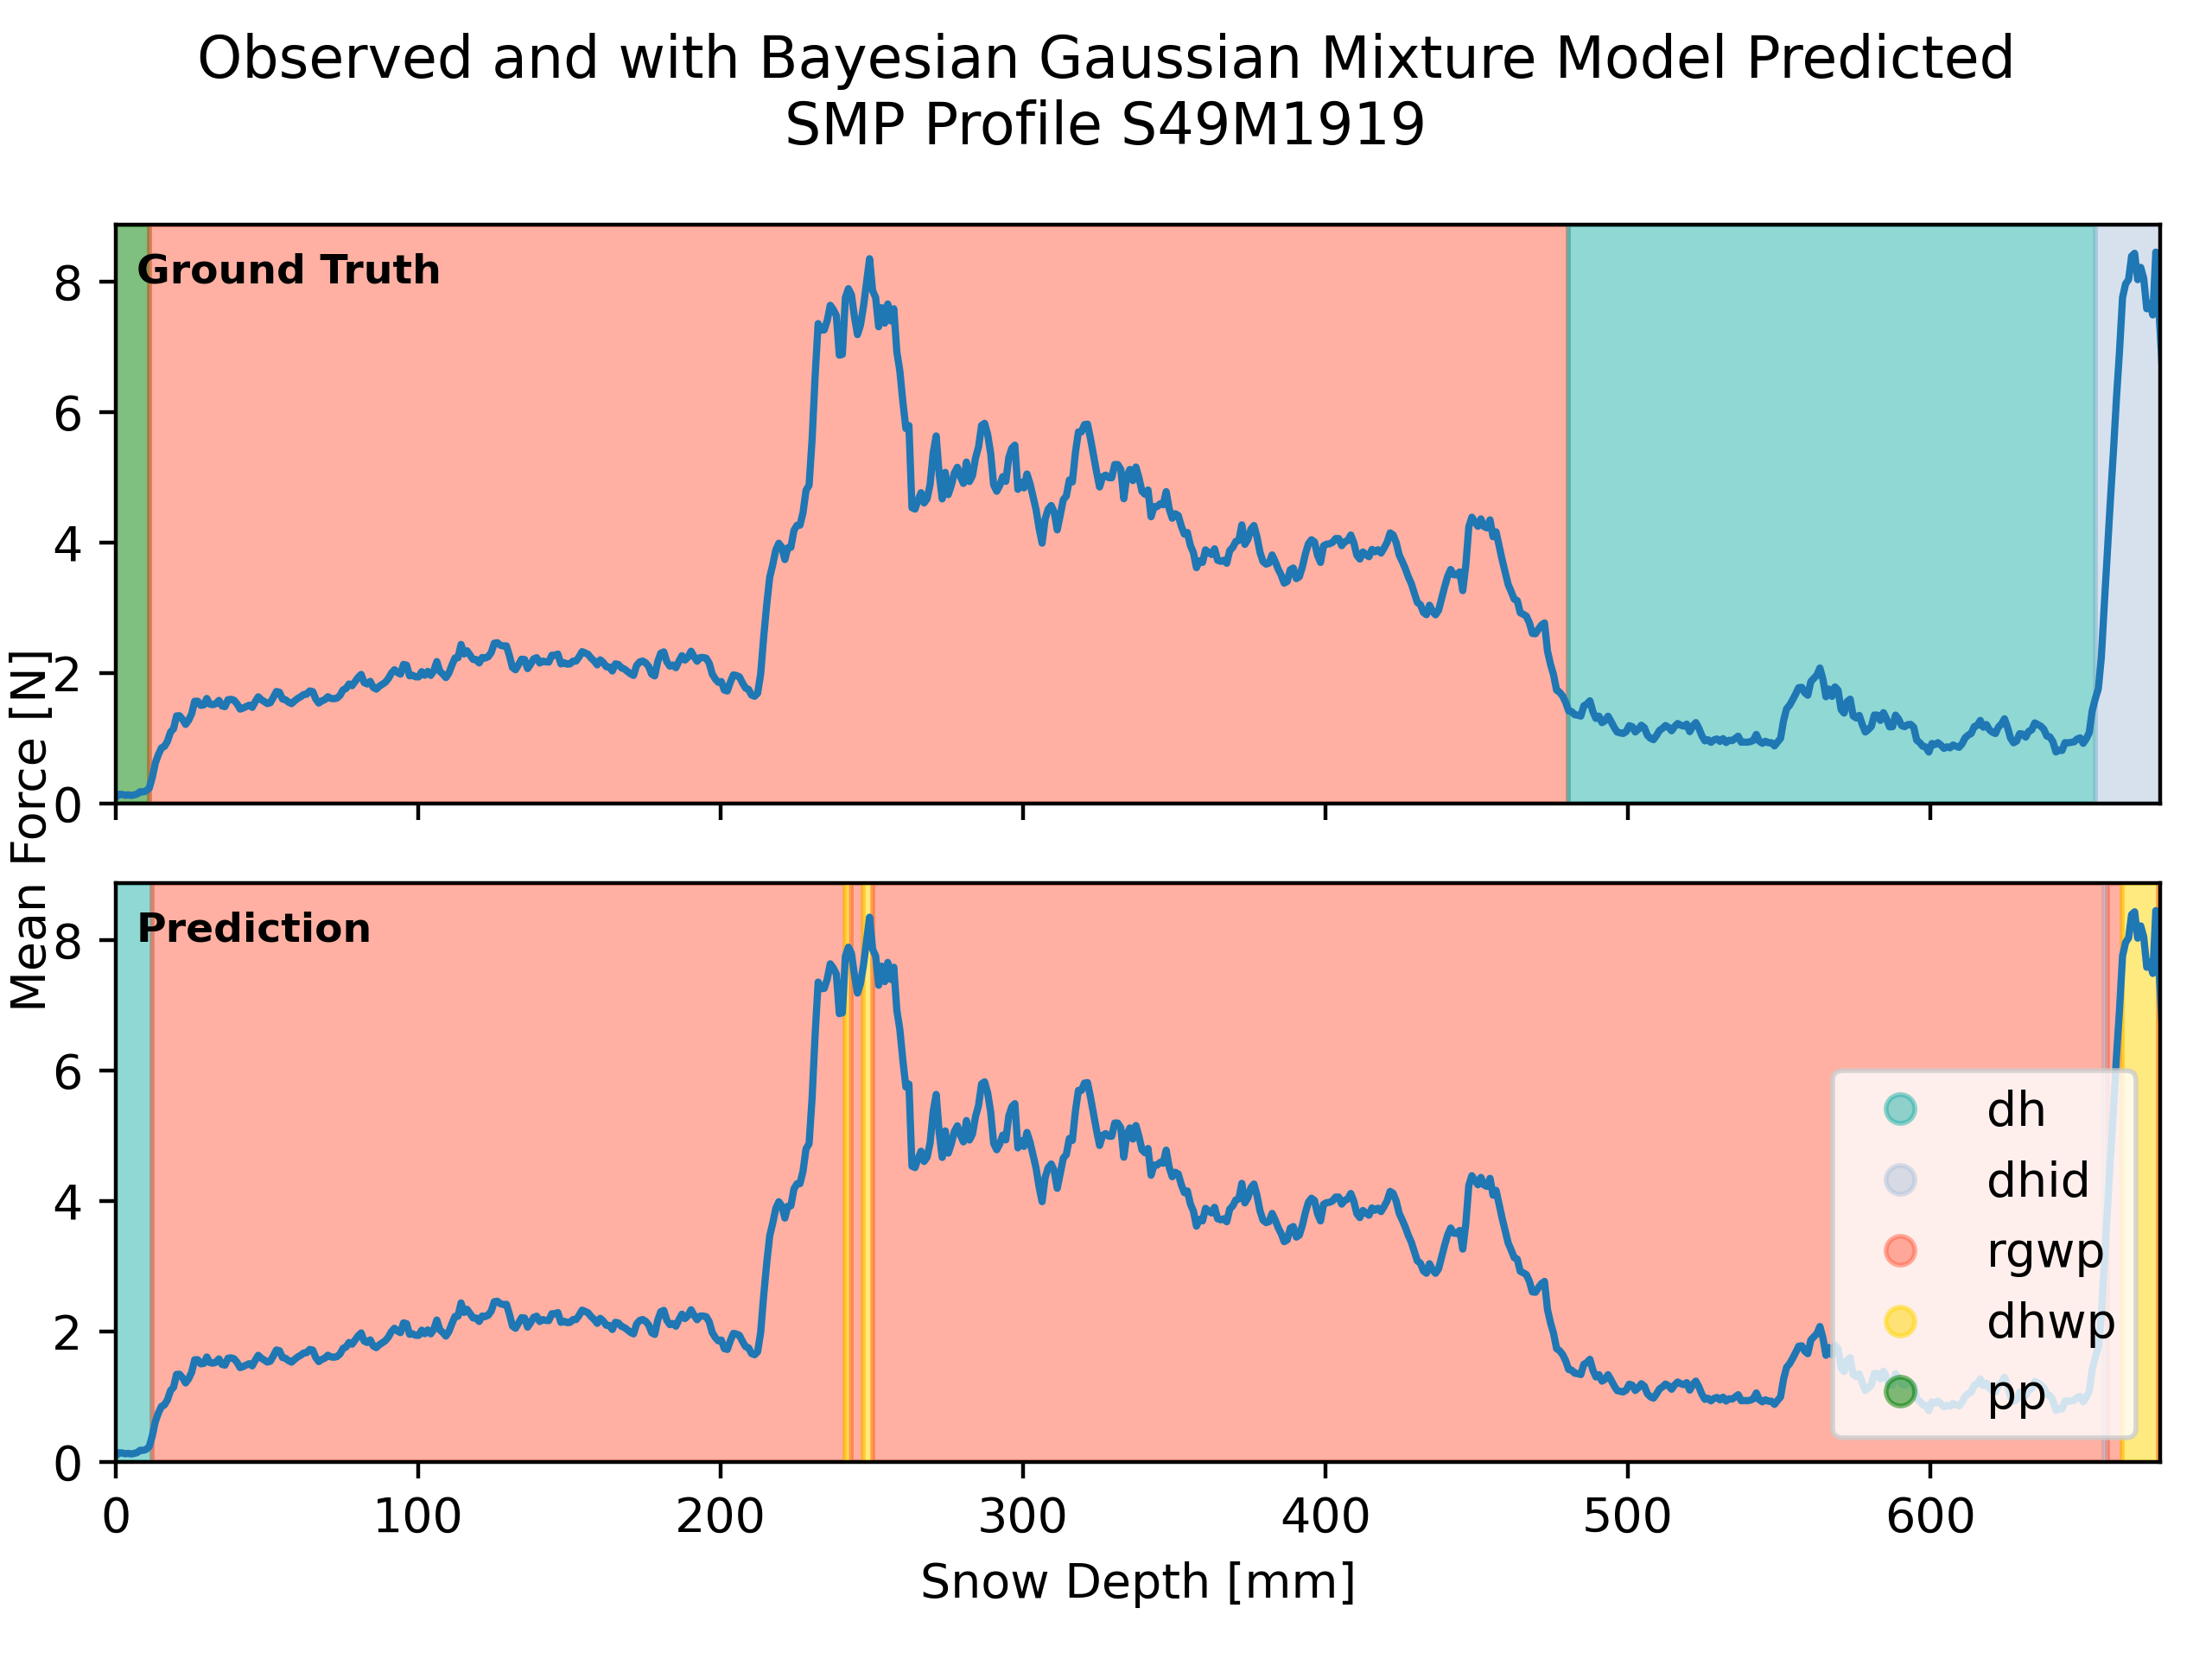 Observed and with Bayesian Gaussian Mixture Model Predicted
SMP Profile S49M1919
Ground Truth
8
6
4
2
0
Mean Force [N]
Prediction
8
6
4
2
0
dh
dhid
rgwp
dhwp
pp
0 100 200 300 400 500 600
Snow Depth [mm]